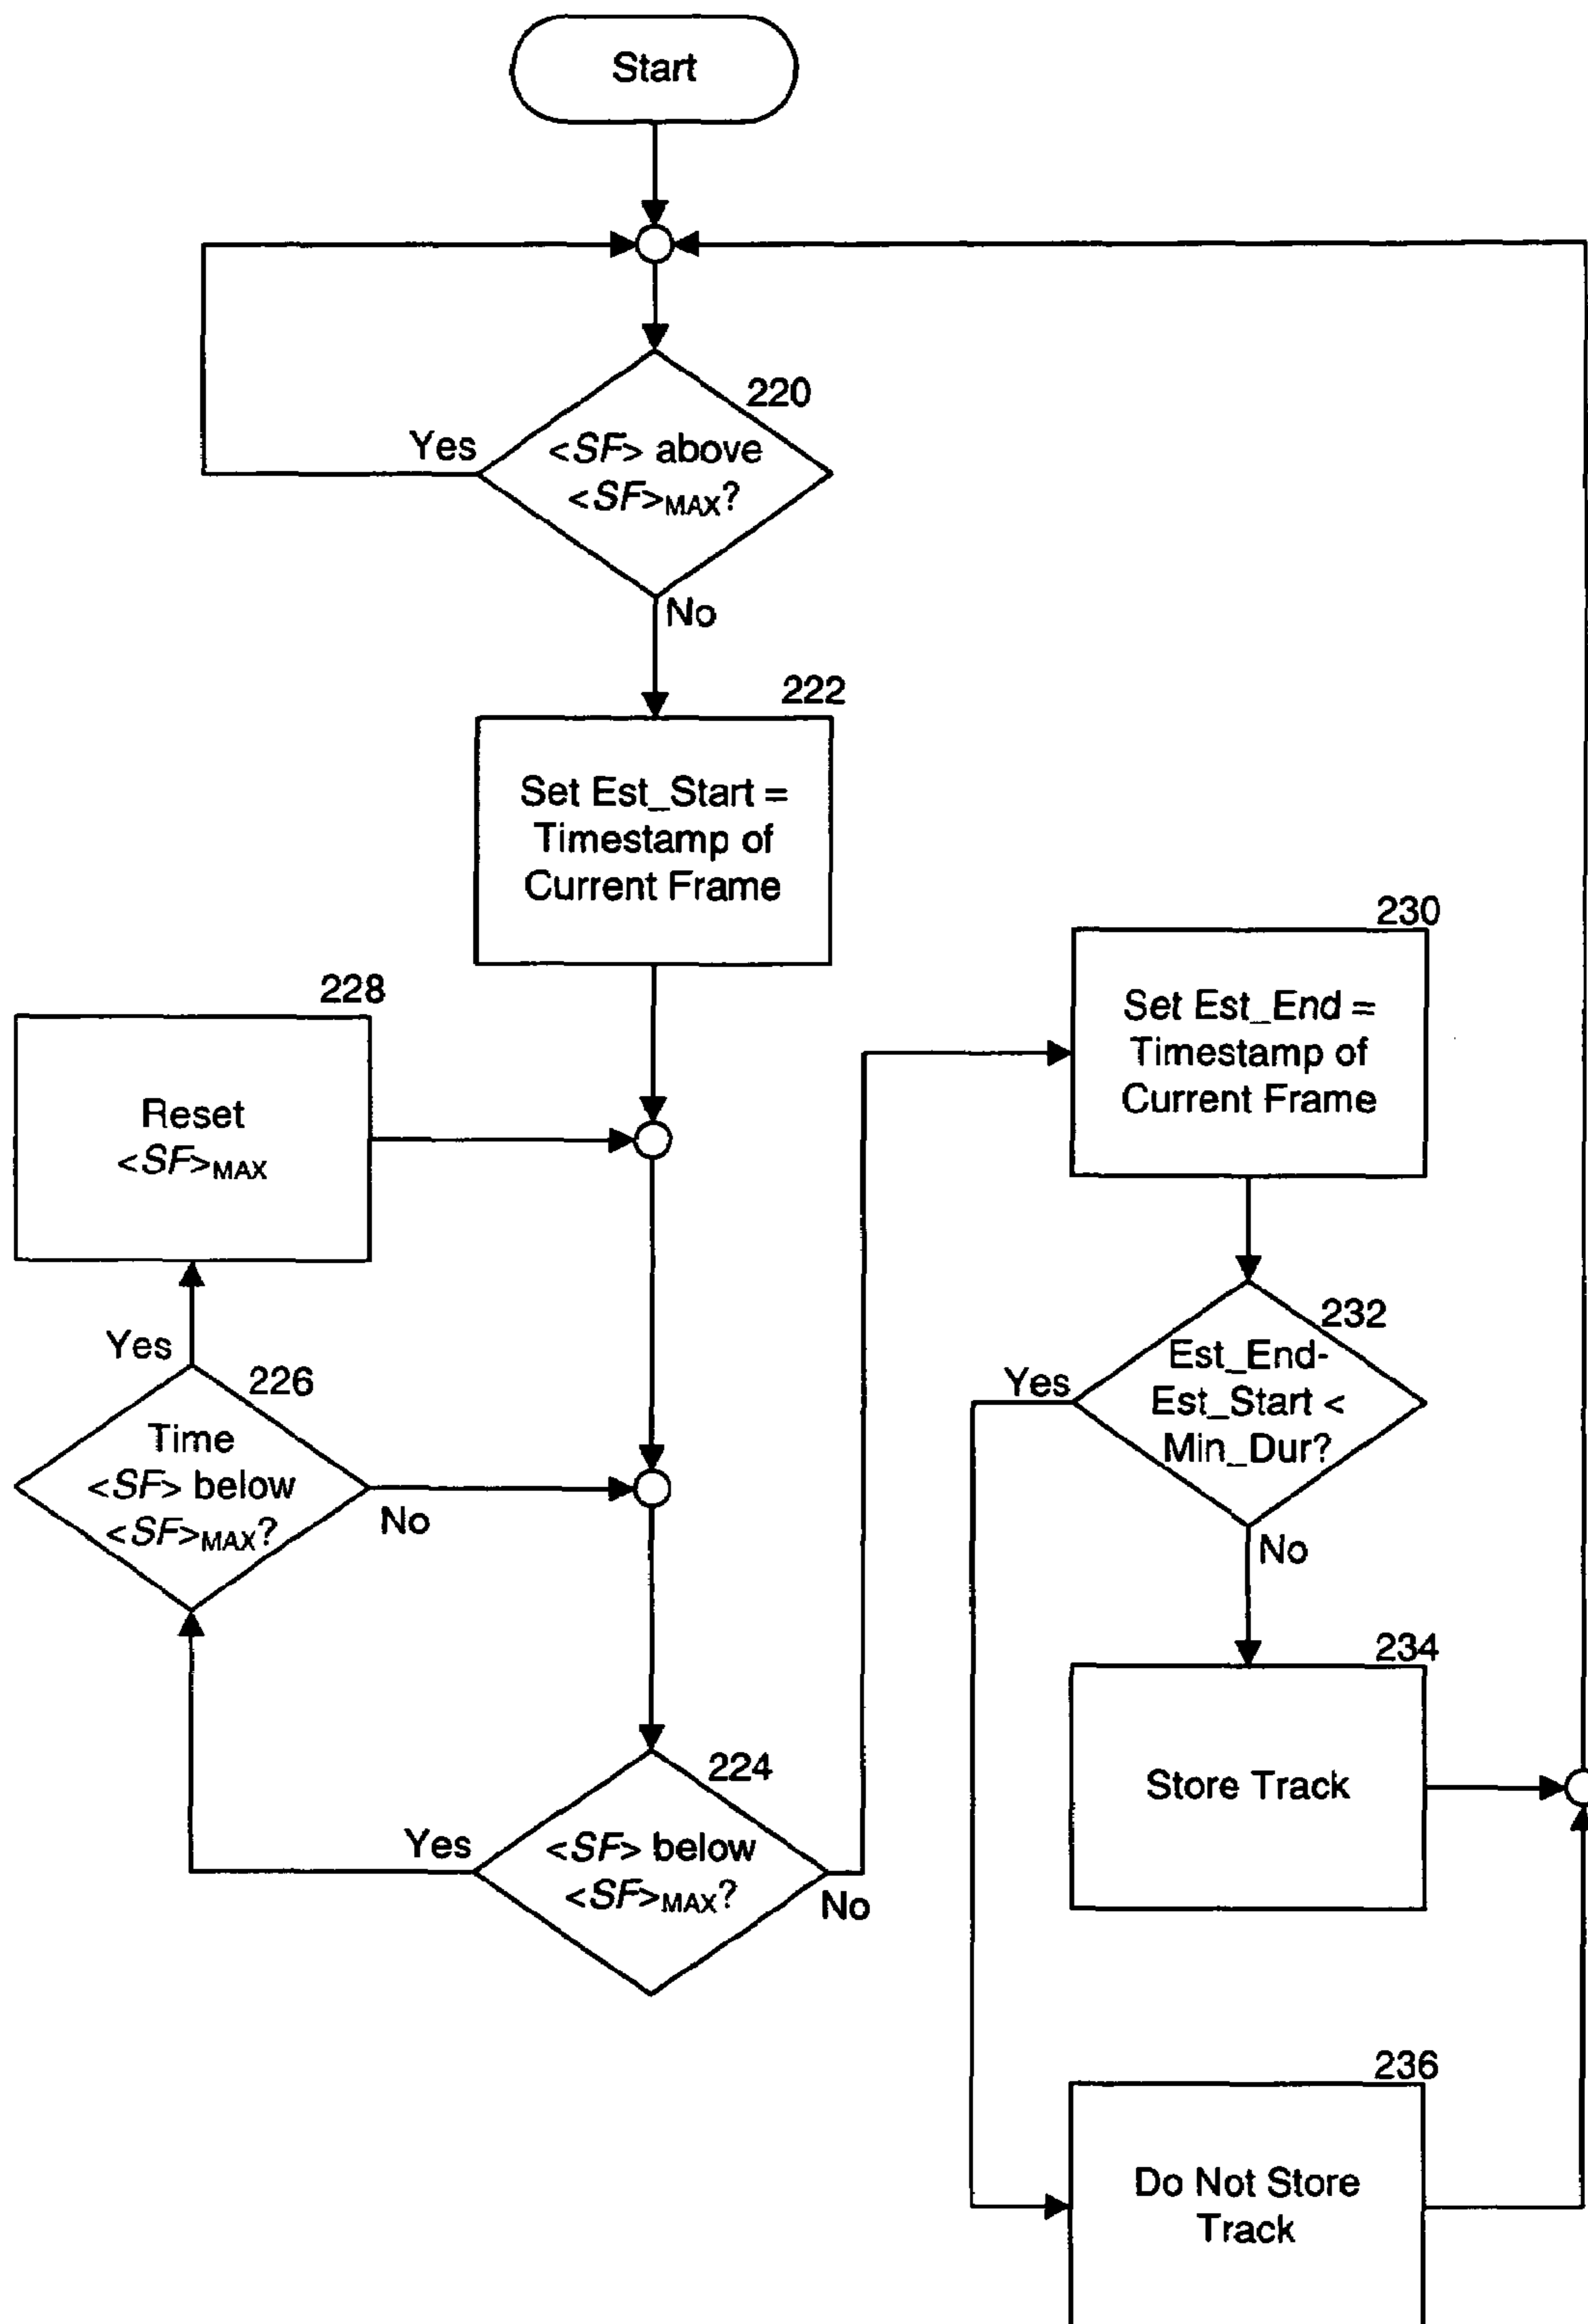 Start
220
Yes
<SF> above
<SF>MAX?
No
222
Set Est_Start =
Timestamp of
Current Frame
228
Reset
<SF>MAX
Yes
226
Time
<SF> below
<SF>MAX?
No
224
Yes
<SF> below
<SF>MAX?
No
230
Set Est_End =
Timestamp of
Current Frame
232
Yes
Est_End-
Est_Start <
Min_Dur?
No
234
Store Track
236
Do Not Store
Track